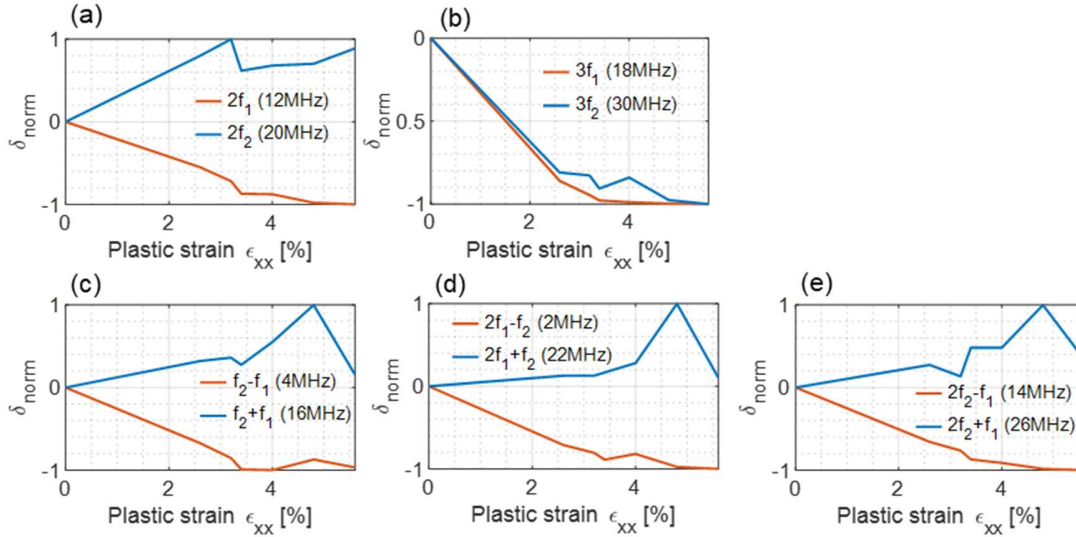 (a)
1
0
-1
δnorm
2f1 (12MHz)
2f2 (20MHz)
0
2
4
Plastic strain ϵxx [%]
(b)
0
0.5
-1
δnorm
3f1 (18MHz)
3f2 (30MHz)
0
2
4
Plastic strain ϵxx [%]
(c)
1
0
-1
δnorm
f2-f1 (4MHz)
f2+f1 (16MHz)
0
2
4
Plastic strain ϵxx [%]
(d)
1
0
-1
δnorm
2f1-f2 (2MHz)
2f1+f2 (22MHz)
0
2
4
Plastic strain ϵxx [%]
(e)
1
0
-1
δnorm
2f2-f1 (14MHz)
2f2+f1 (26MHz)
0
2
4
Plastic strain ϵxx [%]